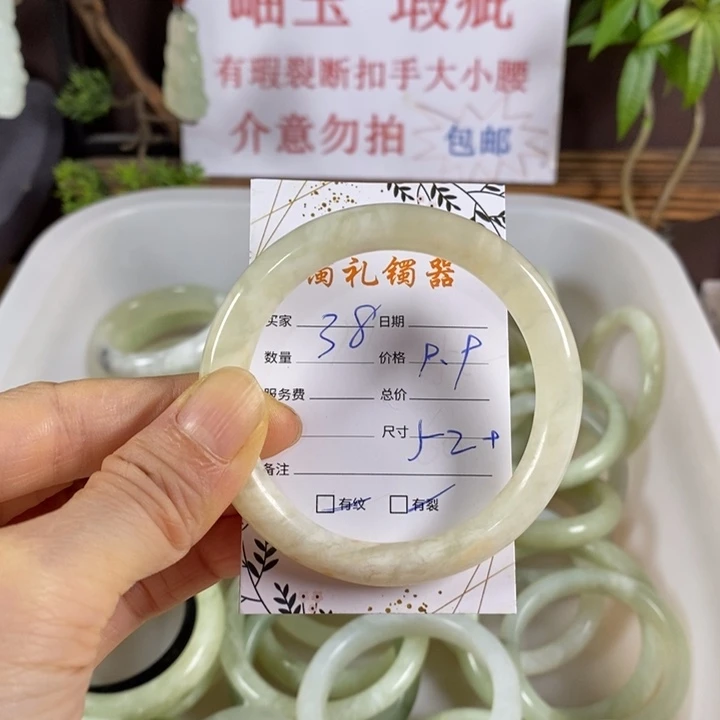 岫玉 瑕疵
有瑕裂断扣手大小腰
介意勿拍 包邮
礼镯器
买家 38 日期
数量 价格 P.P
服务费 总价
尺寸 52+
备注
有纹 有裂